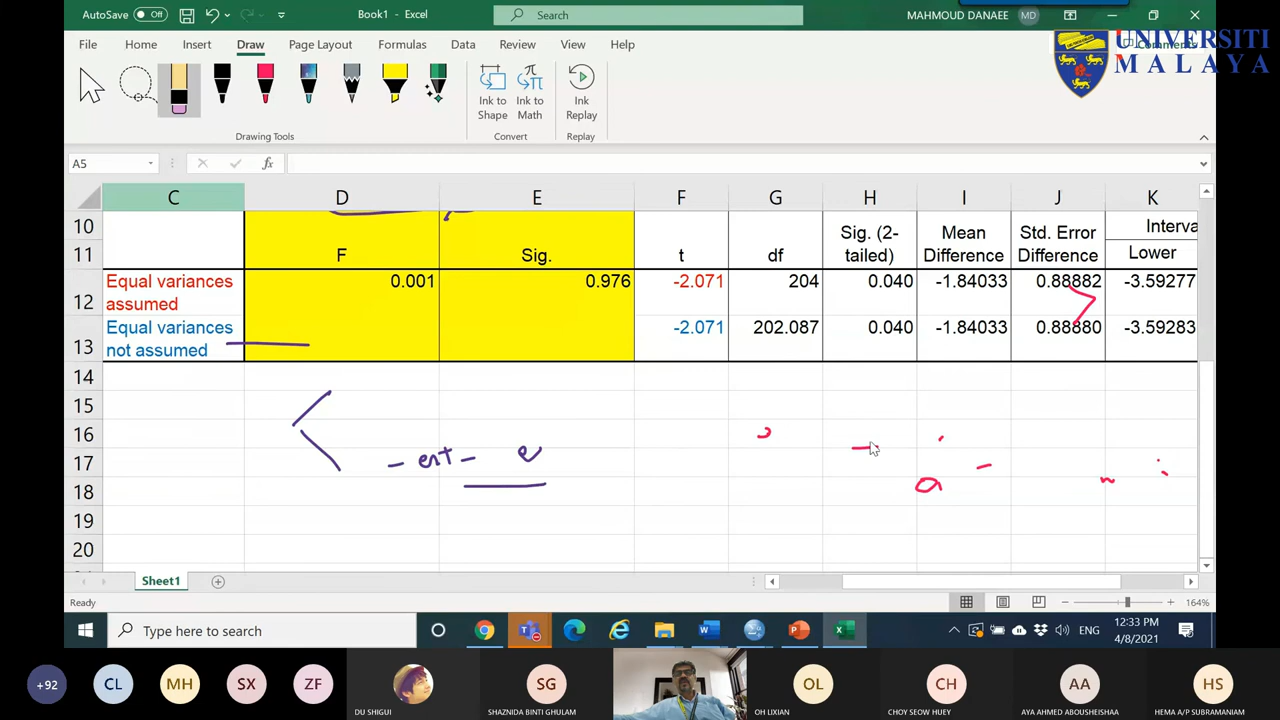 AutoSave Off Book1 - Excel Search MAHMOUD DANAEE MD
File Home Insert Draw Page Layout Formulas Data Review View Help Comments
UNIVERSITI
MALAYA
Ink to Shape Ink to Math Ink Replay
Drawing Tools Convert Replay
A5 fx
C D E F G H I J K
10 Sig. (2- Mean Std. Error Interva
11 F Sig. t df tailed) Difference Difference Lower
12 Equal variances assumed 0.001 0.976 -2.071 204 0.040 -1.84033 0.88882 -3.59277
13 Equal variances not assumed -2.071 202.087 0.040 -1.84033 0.88880 -3.59283
14
15
16
17
18
19
20
Sheet1
Ready 164%
Type here to search ENG 12:33 PM
4/8/2021
+92 CL MH SX ZF SG OL CH AA HS
DU SHIGUI SHAZNIDA BINTI GHULAM OH LIXIAN CHOY SEOW HUEY AYA AHMED ABOUSHEISHAA HEMA A/P SUBRAMANIAM